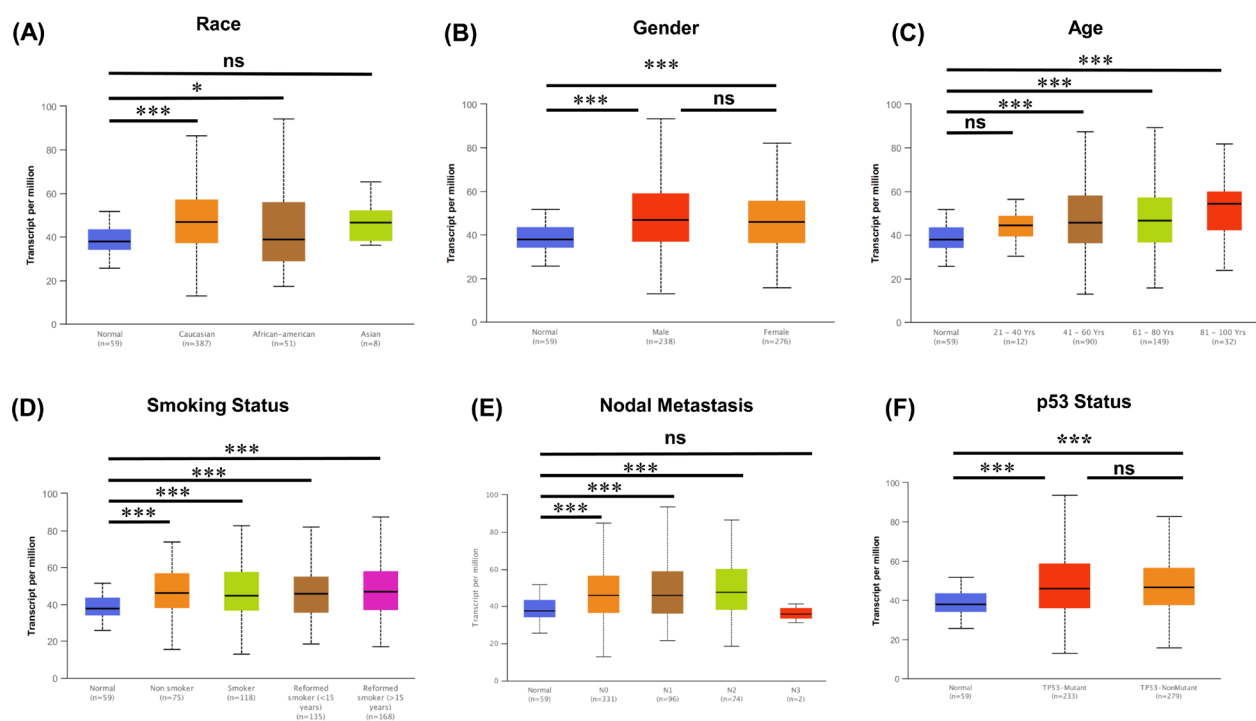 (A)
Race
ns
*
***
100
80
60
40
20
0
Transcript per million
Normal
(n=59)
Caucasian
(n=387)
African-american
(n=51)
Asian
(n=8)
(B)
Gender
***
***
ns
100
80
60
40
20
0
Transcript per million
Normal
(n=59)
Male
(n=238)
Female
(n=276)
(C)
Age
***
***
***
ns
100
80
60
40
20
0
Transcript per million
Normal
(n=59)
21 - 40 Yrs
(n=12)
41 - 60 Yrs
(n=90)
61 - 80 Yrs
(n=149)
81 - 100 Yrs
(n=32)
(D)
Smoking Status
***
***
***
***
100
80
60
40
20
0
Transcript per million
Normal
(n=59)
Non smoker
(n=75)
Smoker
(n=118)
Reformed
smoker (<15
years)
(n=135)
Reformed
smoker (>15
years)
(n=168)
(E)
Nodal Metastasis
ns
***
***
***
100
80
60
40
20
0
Transcript per million
Normal
(n=59)
N0
(n=331)
N1
(n=96)
N2
(n=74)
N3
(n=2)
(F)
p53 Status
***
***
ns
100
80
60
40
20
0
Transcript per million
Normal
(n=59)
TP53-Mutant
(n=233)
TP53-NonMutant
(n=279)